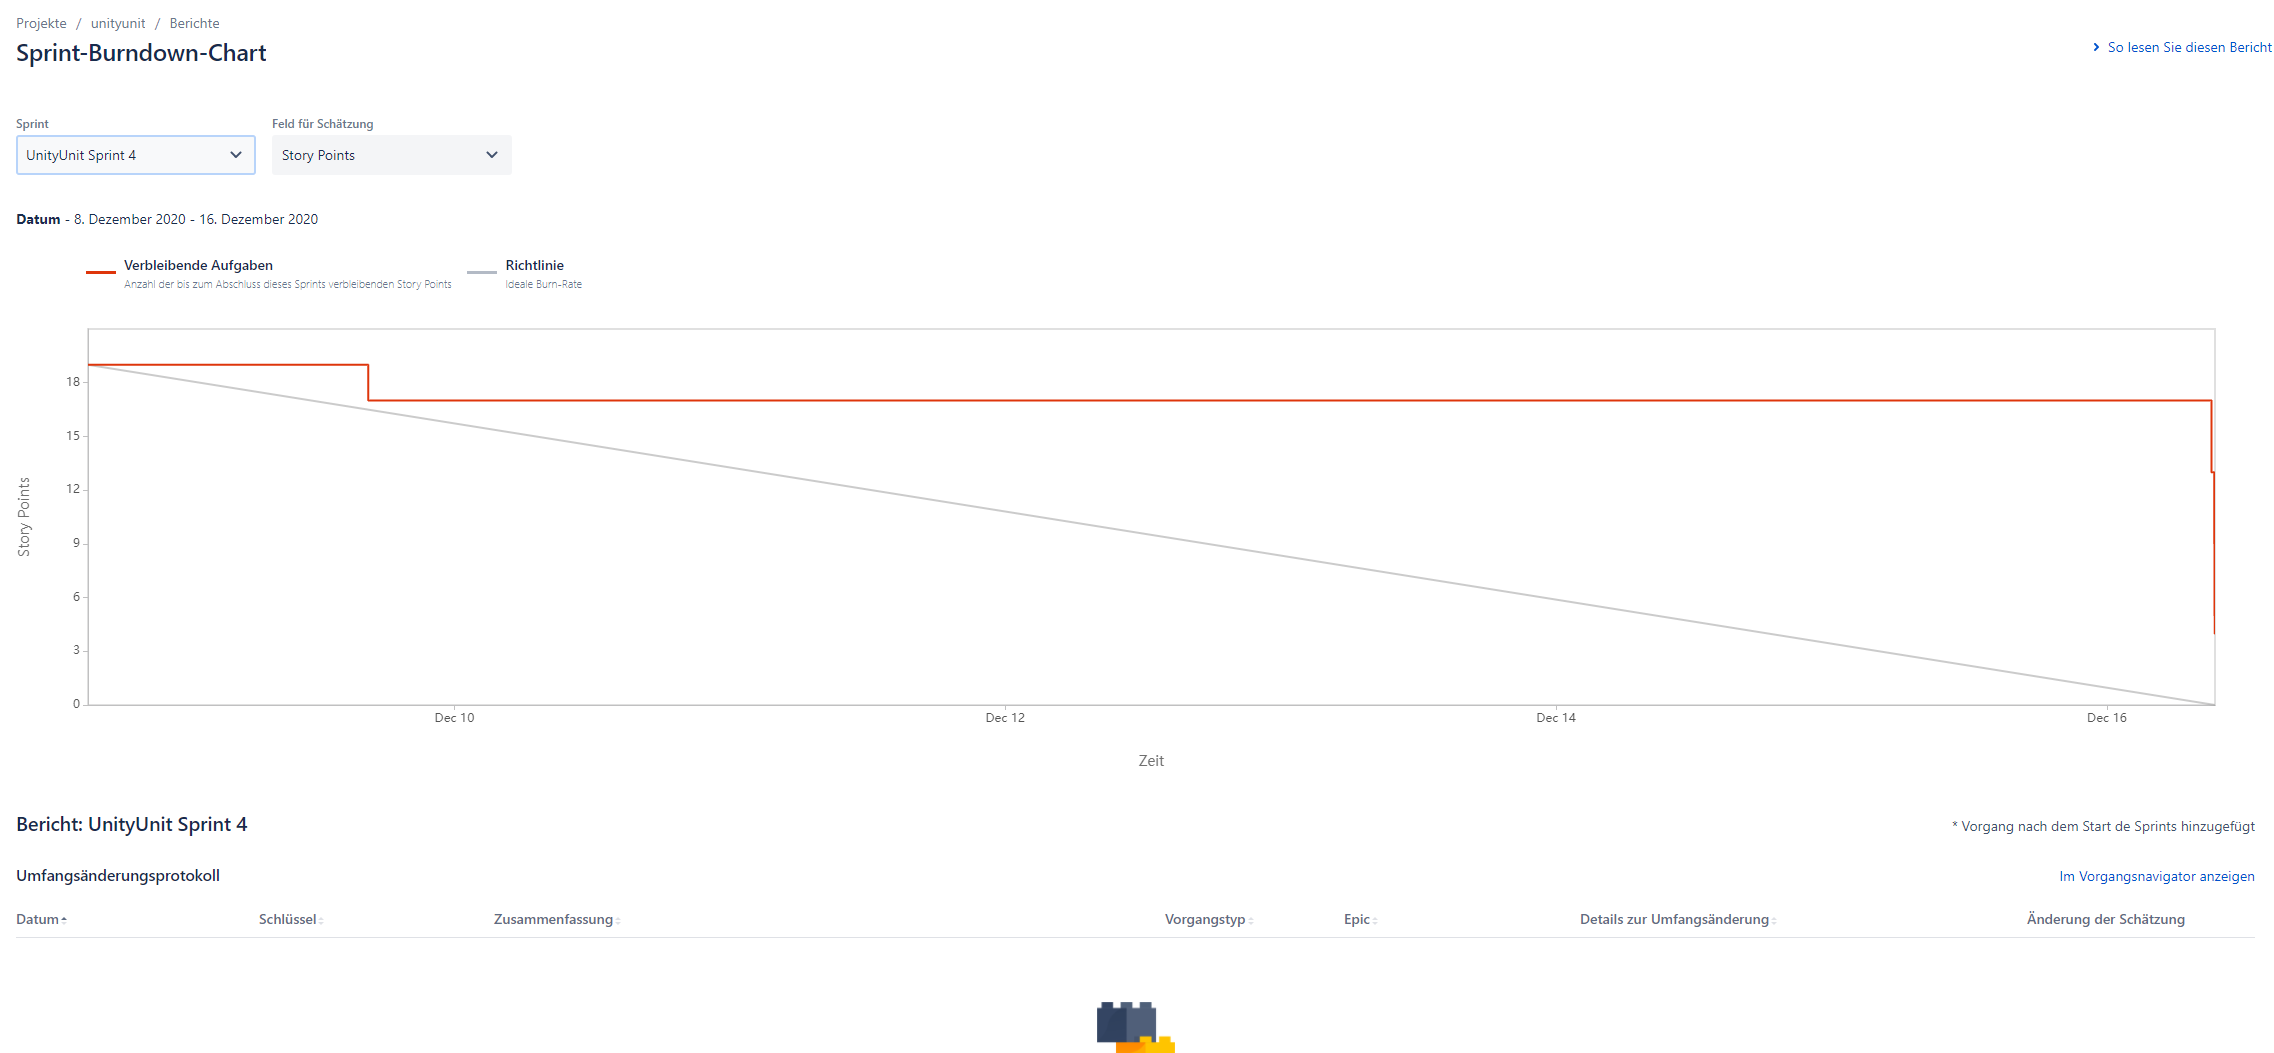 Projekte / unityunit / Berichte
Sprint-Burndown-Chart
So lesen Sie diesen Bericht
Sprint
Feld für Schätzung
UnityUnit Sprint 4
Story Points
Datum - 8. Dezember 2020 - 16. Dezember 2020
Verbleibende Aufgaben
Anzahl der bis zum Abschluss dieses Sprints verbleibenden Story Points
Richtlinie
Ideale Burn-Rate
18
15
12
9
6
3
0
Story Points
Dec 10
Dec 12
Dec 14
Dec 16
Zeit
Bericht: UnityUnit Sprint 4
* Vorgang nach dem Start de Sprints hinzugefügt
Umfangsänderungsprotokoll
Im Vorgangsnavigator anzeigen
Datum Schlüssel Zusammenfassung Vorgangstyp Epic Details zur Umfangsänderung Änderung der Schätzung